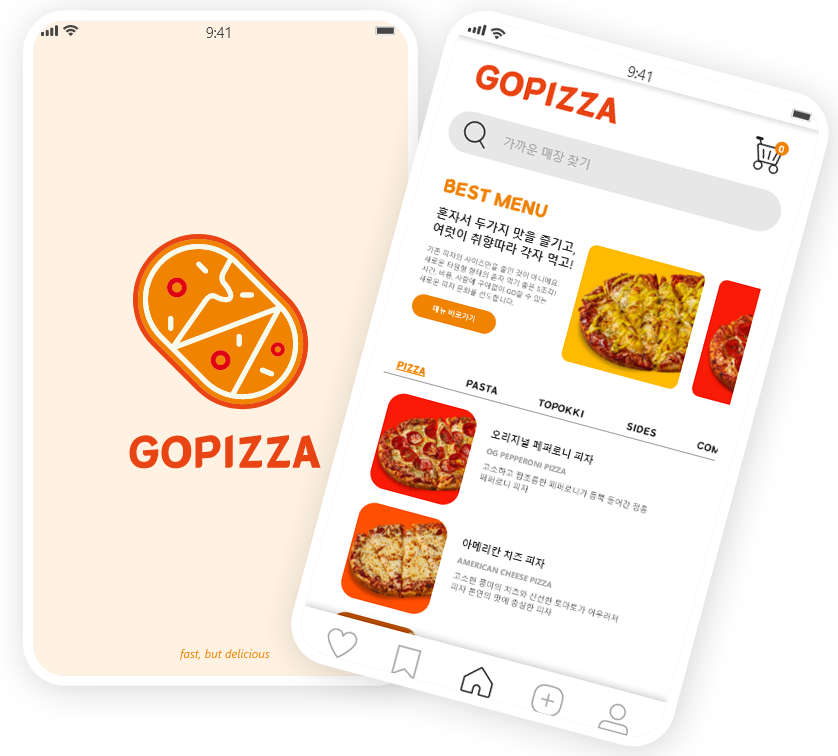 9:41
GOPIZZA
fast, but delicious
9:41
GOPIZZA
0
가까운 매장 찾기
BEST MENU
혼자서 두가지 맛을 즐기고,
여럿이 취향따라 각자 먹고!
기존 피자의 사이즈만을 줄인 것이 아니예요.
새로운 타원형 형태의 혼자 먹기 좋은 5조각!
시간, 비용, 사람에 구애없이 GO할 수 있는
새로운 피자 문화를 선도합니다.
메뉴 바로가기
PIZZA
PASTA
TOPOKKI
SIDES
COM
오리지널 페퍼로니 피자
OG PEPPERONI PIZZA
고소하고 짭조름한 페퍼로니가 듬뿍 들어간 정통
페퍼로니 피자
아메리칸 치즈 피자
AMERICAN CHEESE PIZZA
고소한 풍미의 치즈와 신선한 토마토가 어우러져
피자 본연의 맛에 충실한 피자